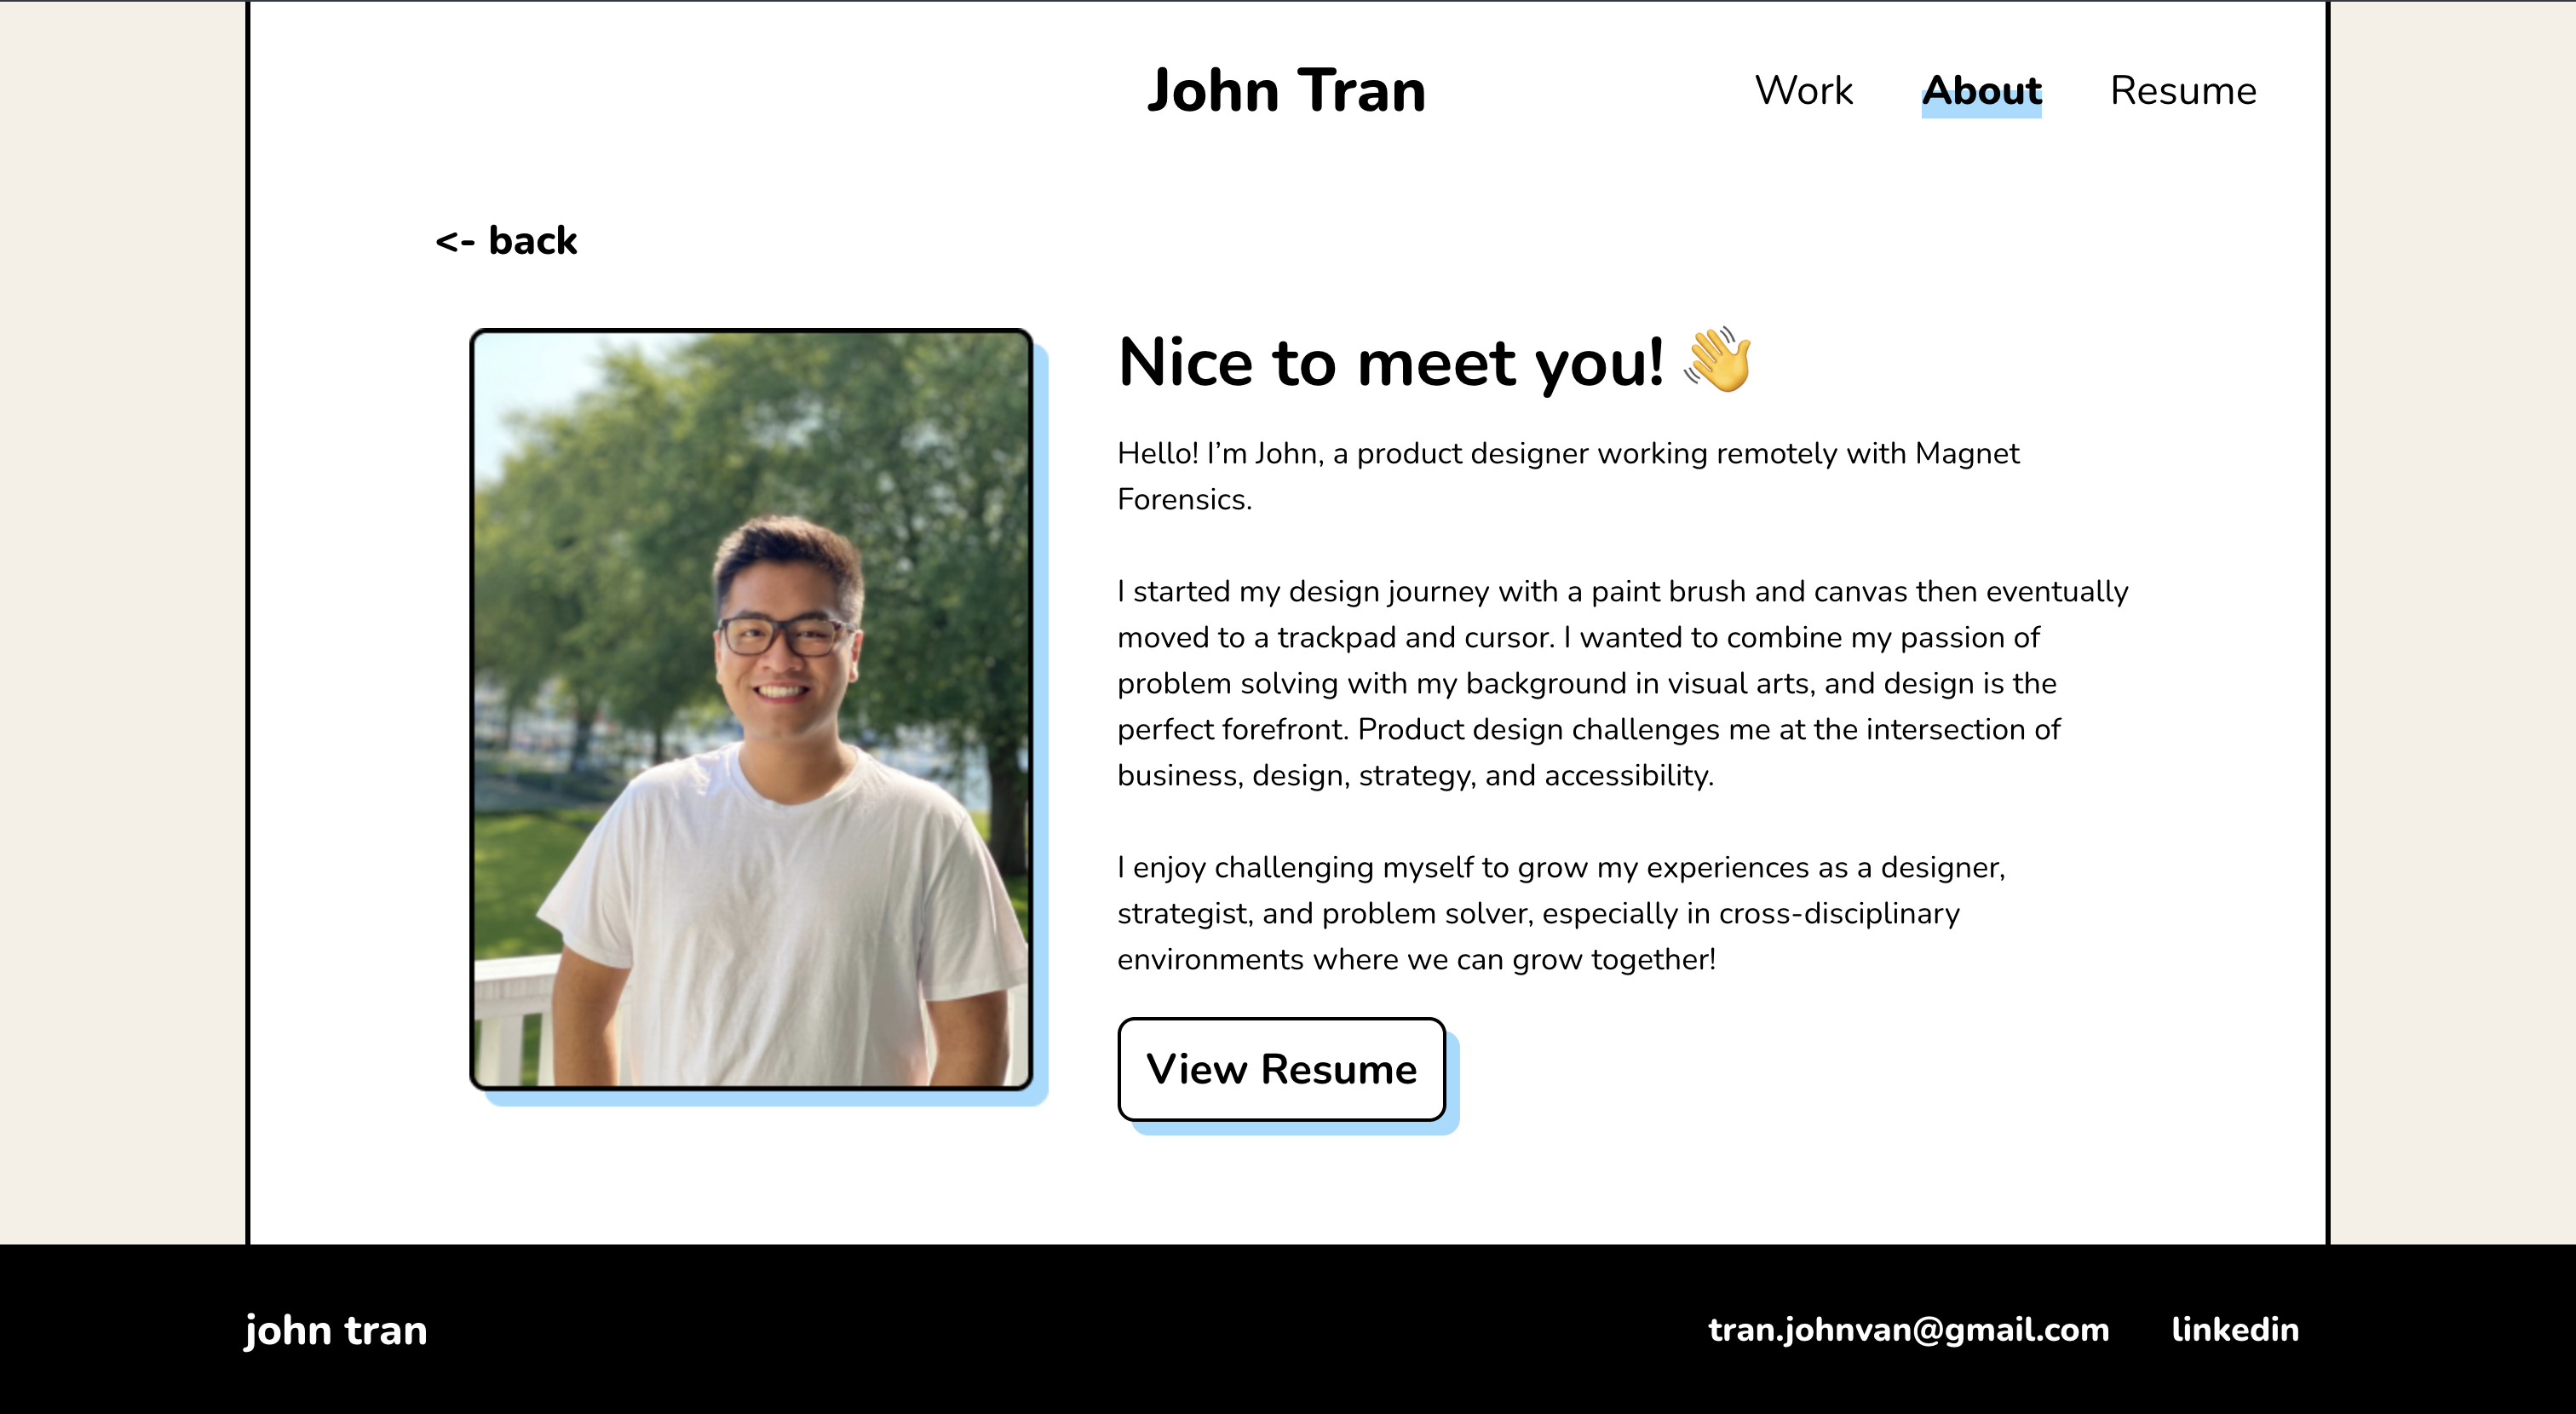 John Tran
Work About Resume
<- back
Nice to meet you! 👋
Hello! I’m John, a product designer working remotely with Magnet
Forensics.
I started my design journey with a paint brush and canvas then eventually
moved to a trackpad and cursor. I wanted to combine my passion of
problem solving with my background in visual arts, and design is the
perfect forefront. Product design challenges me at the intersection of
business, design, strategy, and accessibility.
I enjoy challenging myself to grow my experiences as a designer,
strategist, and problem solver, especially in cross-disciplinary
environments where we can grow together!
View Resume
john tran
tran.johnvan@gmail.com linkedin